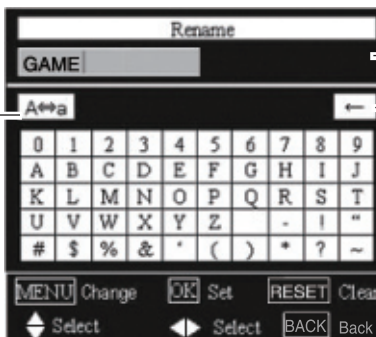 Rename
GAME
A⇔a ←
0 1 2 3 4 5 6 7 8 9
A B C D E F G H I J
K L M N O P Q R S T
U V W X Y Z - ! "
# $ % & ' ( ) * ? ~
MENU Change OK Set RESET Clear
Select Select BACK Back